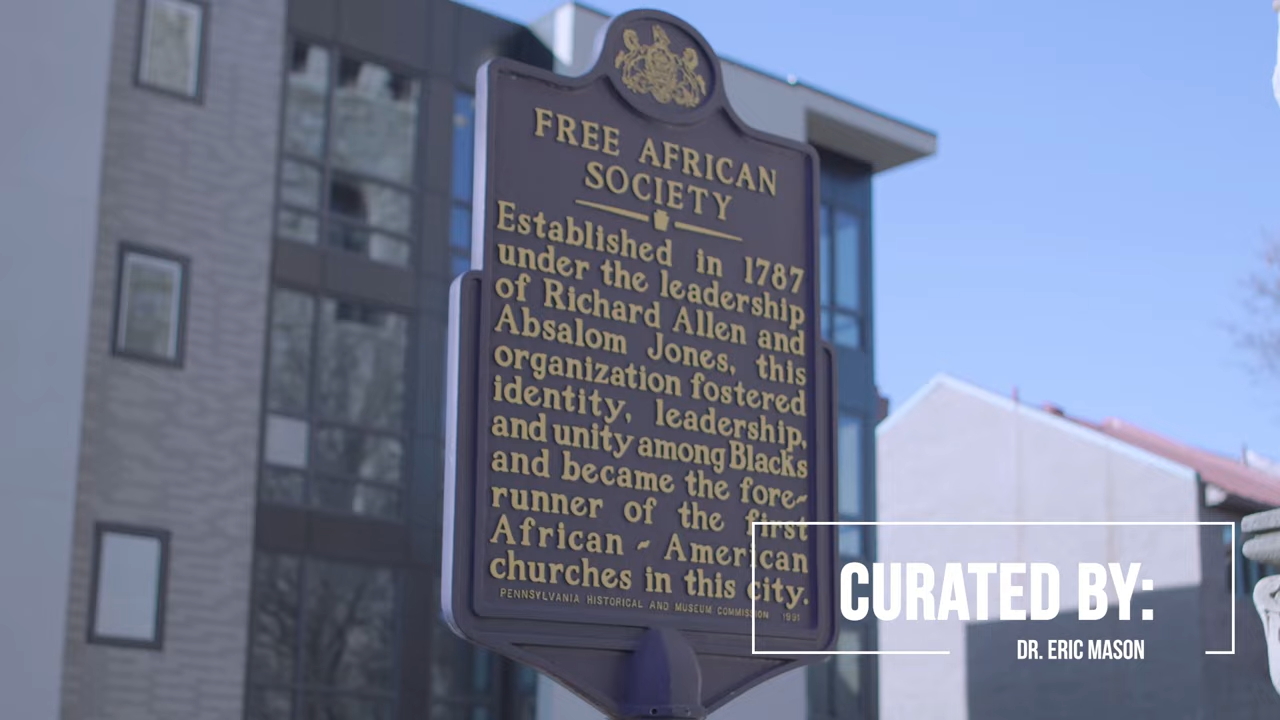 FREE AFRICAN
SOCIETY
Established in 1787
under the leadership
of Richard Allen and
Absalom Jones, this
organization fostered
identity, leadership,
and unity among Blacks
and became the fore-
runner of the first
African - American
churches in this city.
PENNSYLVANIA HISTORICAL AND MUSEUM COMMISSION 1991
CURATED BY:
DR. ERIC MASON